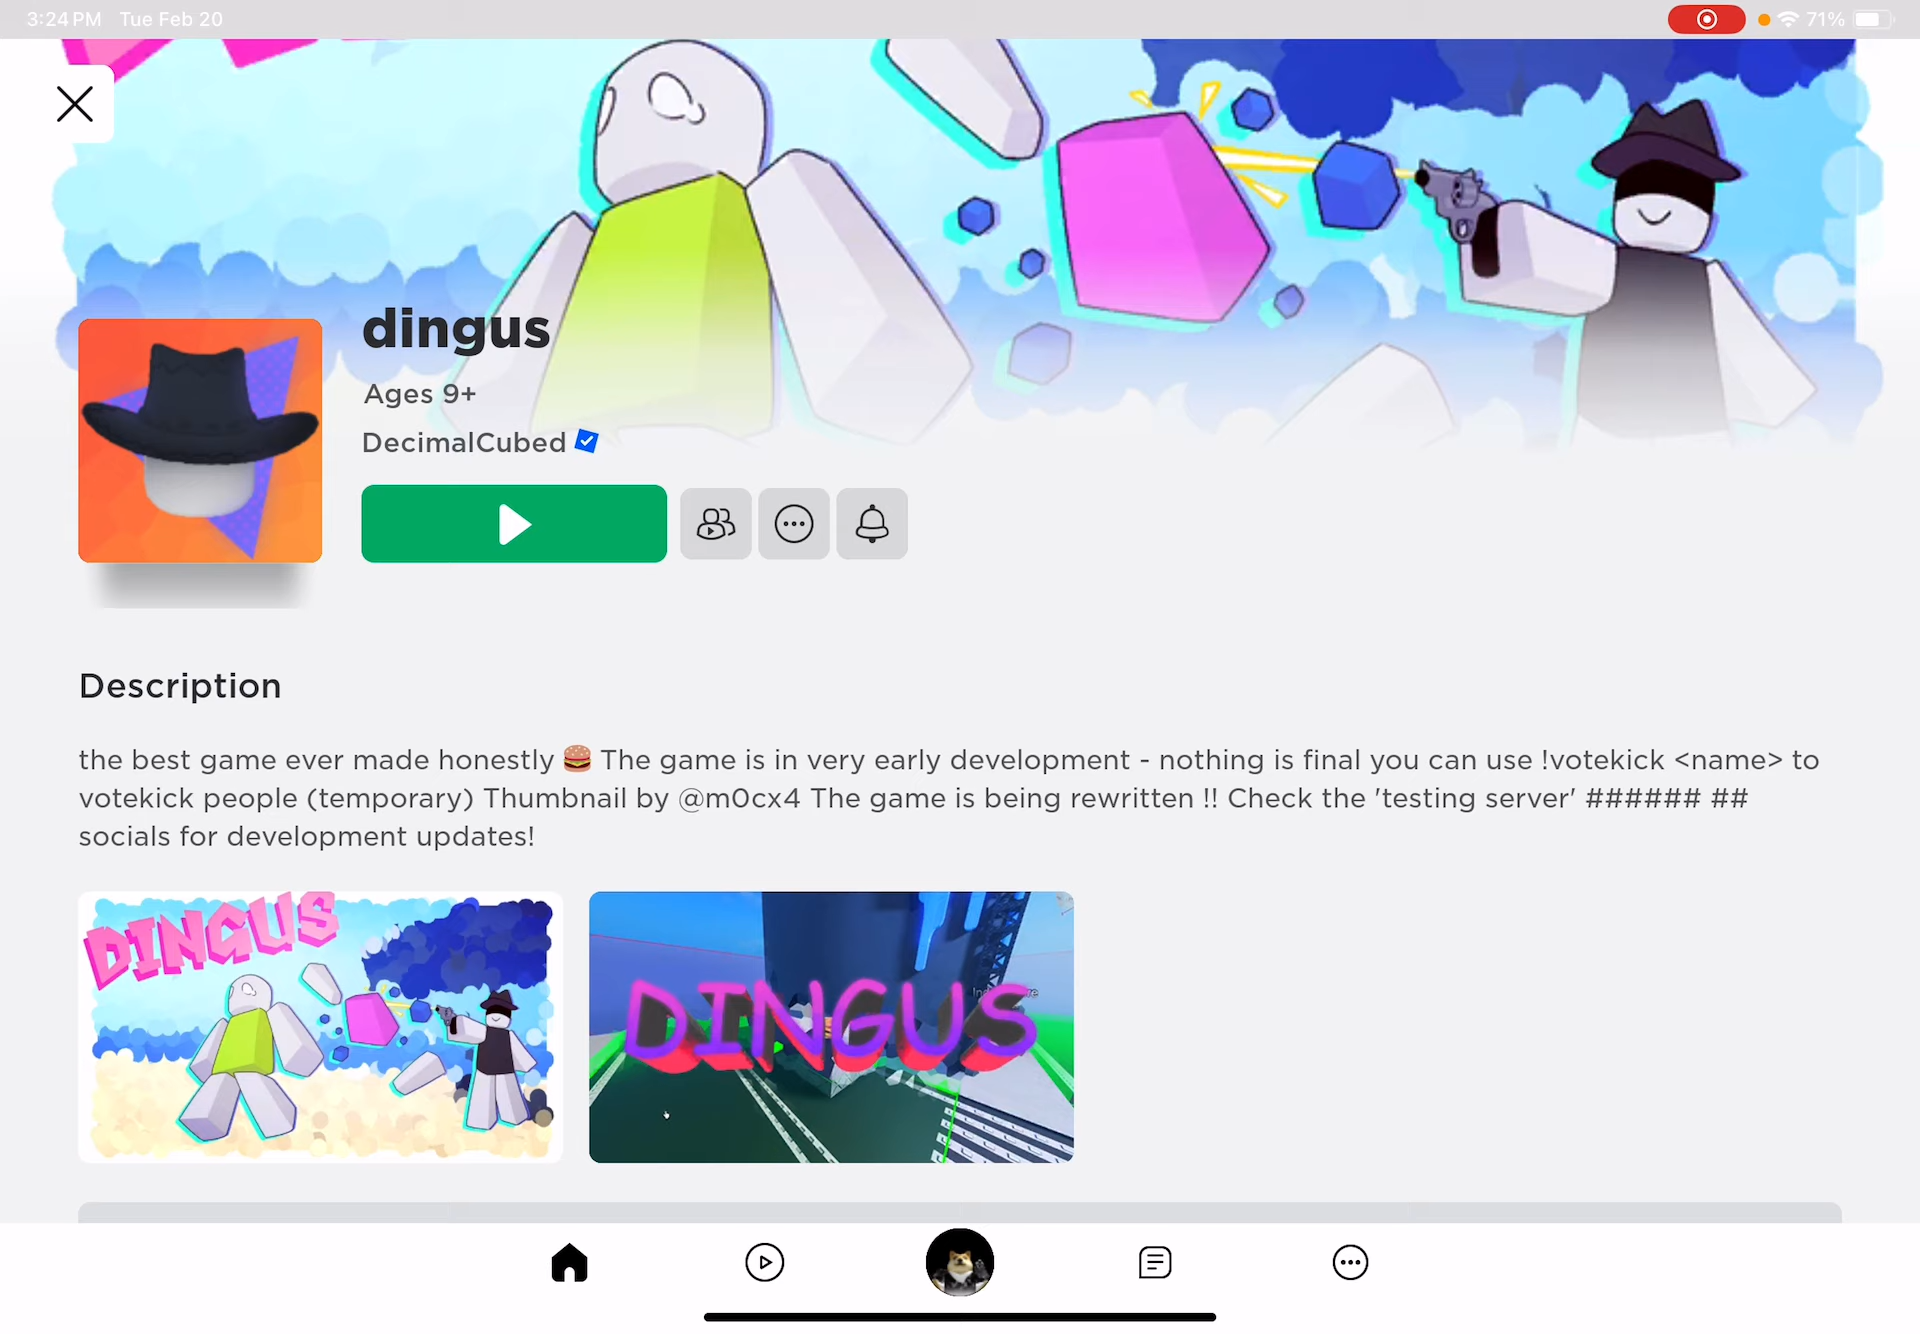 3:24 PM Tue Feb 20
71%
dingus
Ages 9+
DecimalCubed
Description
the best game ever made honestly 🍔 The game is in very early development - nothing is final you can use !votekick <name> to
votekick people (temporary) Thumbnail by @m0cx4 The game is being rewritten !! Check the 'testing server' ###### ##
socials for development updates!
DINGUS
DINGUS